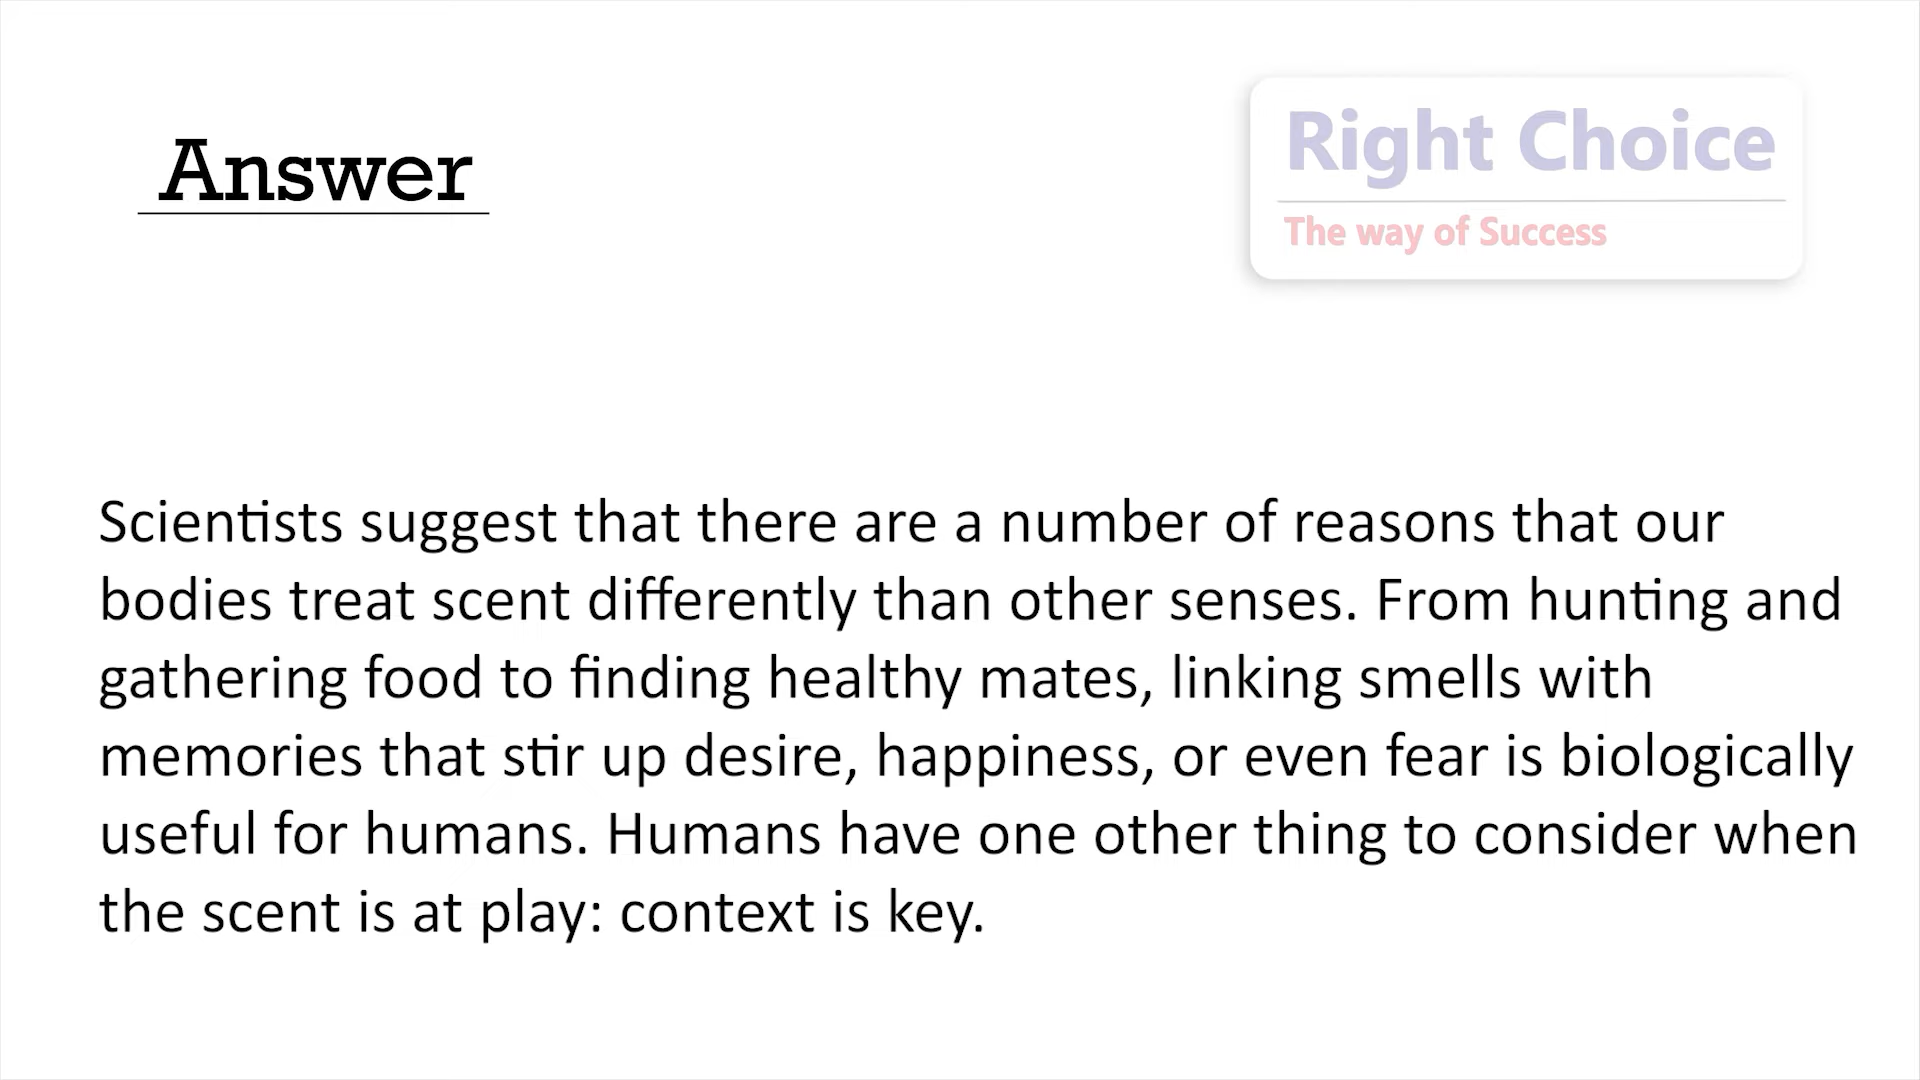 Answer
Right Choice
The way of Success
Scientists suggest that there are a number of reasons that our
bodies treat scent differently than other senses. From hunting and
gathering food to finding healthy mates, linking smells with
memories that stir up desire, happiness, or even fear is biologically
useful for humans. Humans have one other thing to consider when
the scent is at play: context is key.